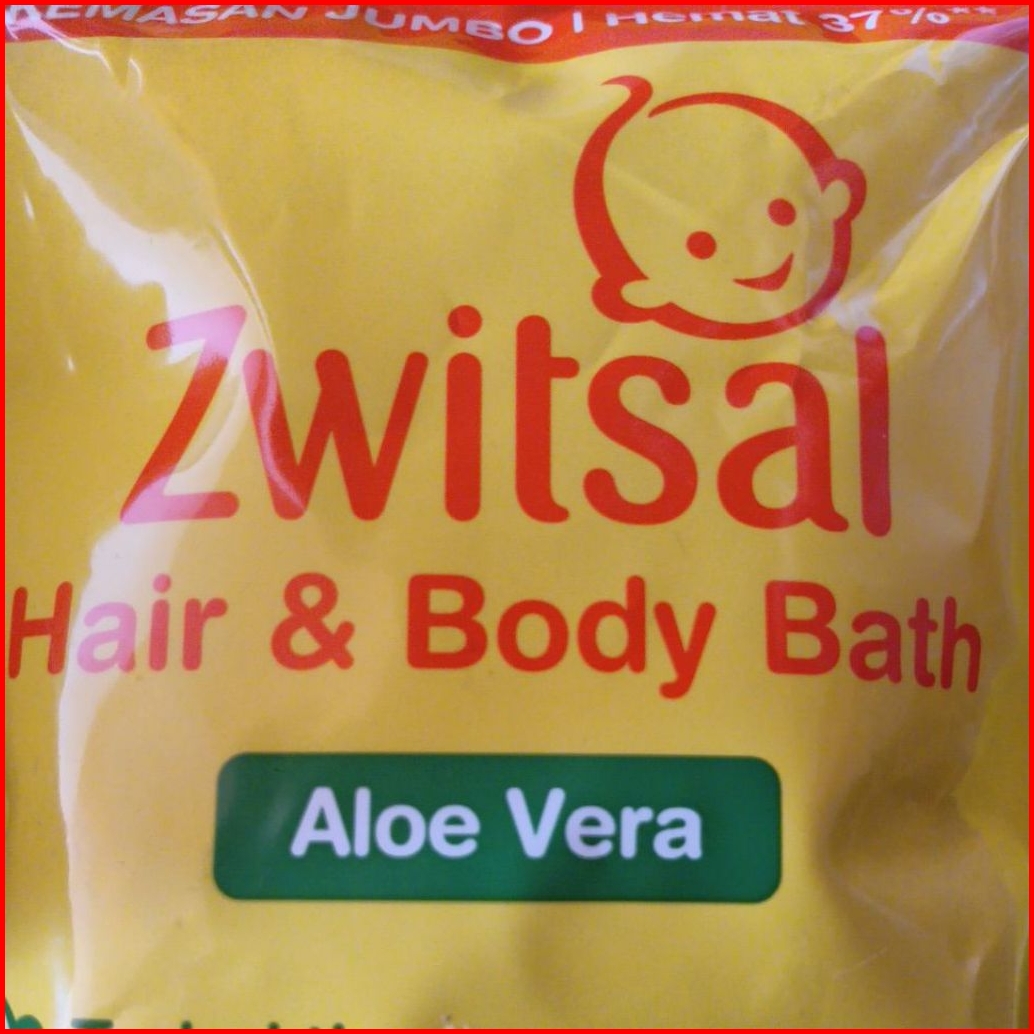 KEMASAN JUMBO | Hemat 37%**
Zwitsal
Hair & Body Bath
Aloe Vera